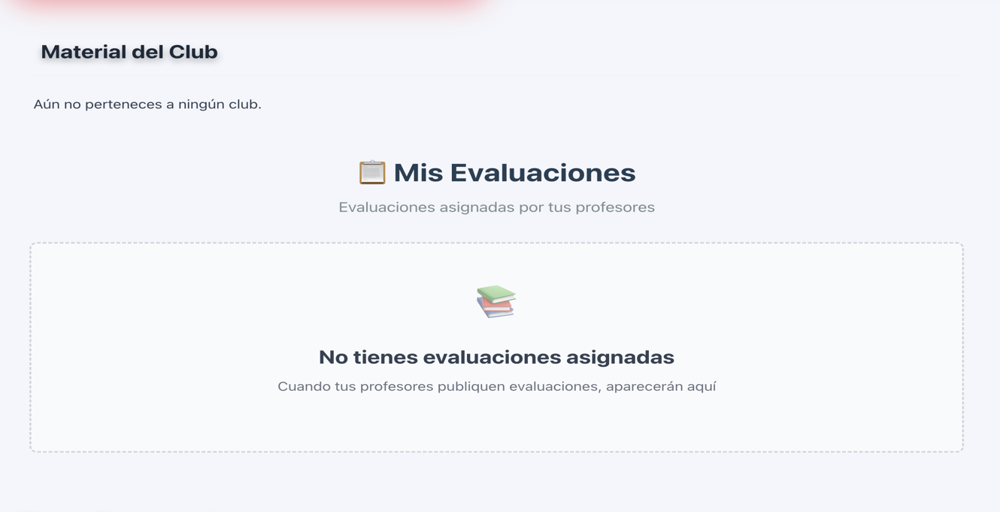 Material del Club
Aún no perteneces a ningún club.
Mis Evaluaciones
Evaluaciones asignadas por tus profesores
No tienes evaluaciones asignadas
Cuando tus profesores publiquen evaluaciones, aparecerán aquí